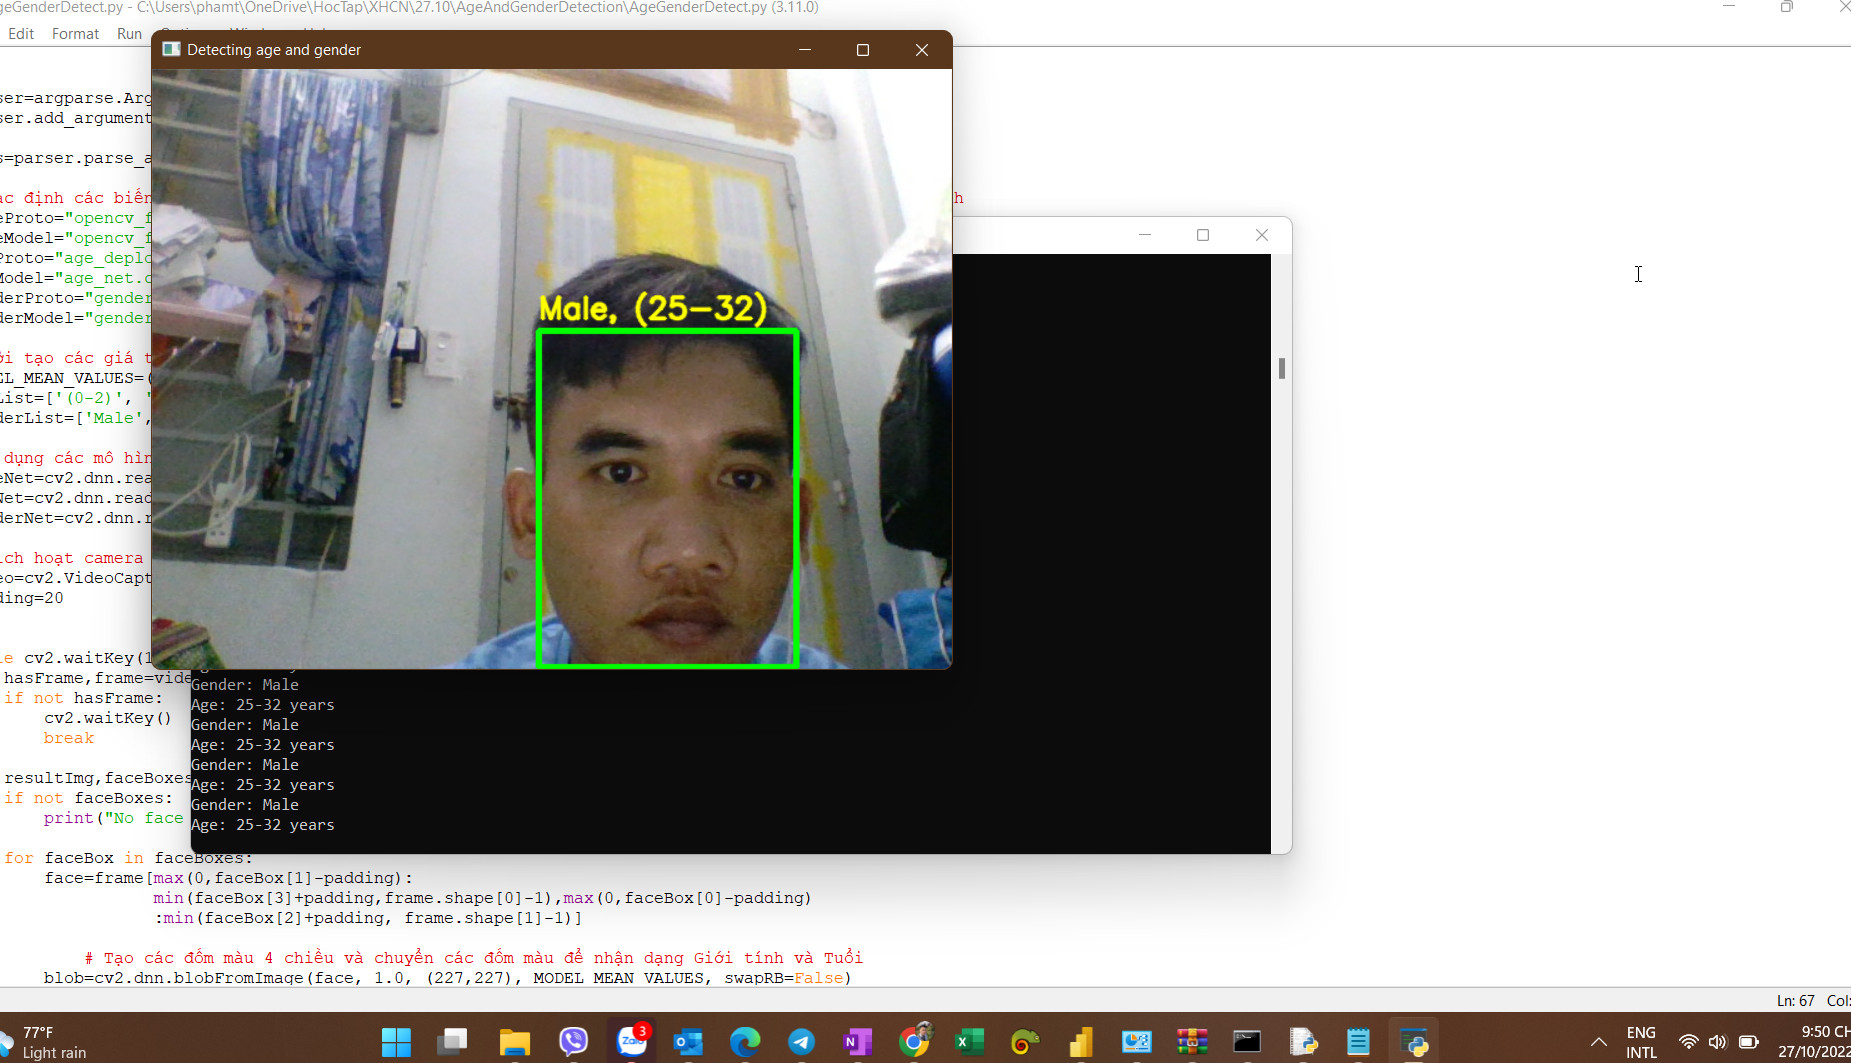 geGenderDetect.py - C:\Users\phamt\OneDrive\HocTap\XHCN\27.10\AgeAndGenderDetection\AgeGenderDetect.py (3.11.0)
Edit Format Run
Detecting age and gender
ser=argparse.Arg
ser.add_argument
s=parser.parse_a
ác định các biến
h
eProto="opencv_f
eModel="opencv_f
Proto="age_deplo
Model="age_net.c
derProto="gender
derModel="gender
ởi tạo các giá t
EL_MEAN_VALUES=(
List=['(0-2)', '
derList=['Male',
dụng các mô hìn
eNet=cv2.dnn.rea
Net=cv2.dnn.read
derNet=cv2.dnn.r
ích hoạt camera
eo=cv2.VideoCapt
ding=20
le cv2.waitKey(1
hasFrame,frame=vide
if not hasFrame:
cv2.waitKey()
break
resultImg,faceBoxes
if not faceBoxes:
print("No face
for faceBox in faceBoxes:
face=frame[max(0,faceBox[1]-padding):
min(faceBox[3]+padding,frame.shape[0]-1),max(0,faceBox[0]-padding)
:min(faceBox[2]+padding, frame.shape[1]-1)]
# Tạo các đốm màu 4 chiều và chuyển các đốm màu để nhận dạng Giới tính và Tuổi
blob=cv2.dnn.blobFromImage(face, 1.0, (227,227), MODEL_MEAN_VALUES, swapRB=False)
Male, (25-32)
Gender: Male
Age: 25-32 years
Gender: Male
Age: 25-32 years
Gender: Male
Age: 25-32 years
Gender: Male
Age: 25-32 years
Ln: 67 Col:
77°F
Light rain
3
Zalo
ENG
INTL
9:50 CH
27/10/2022